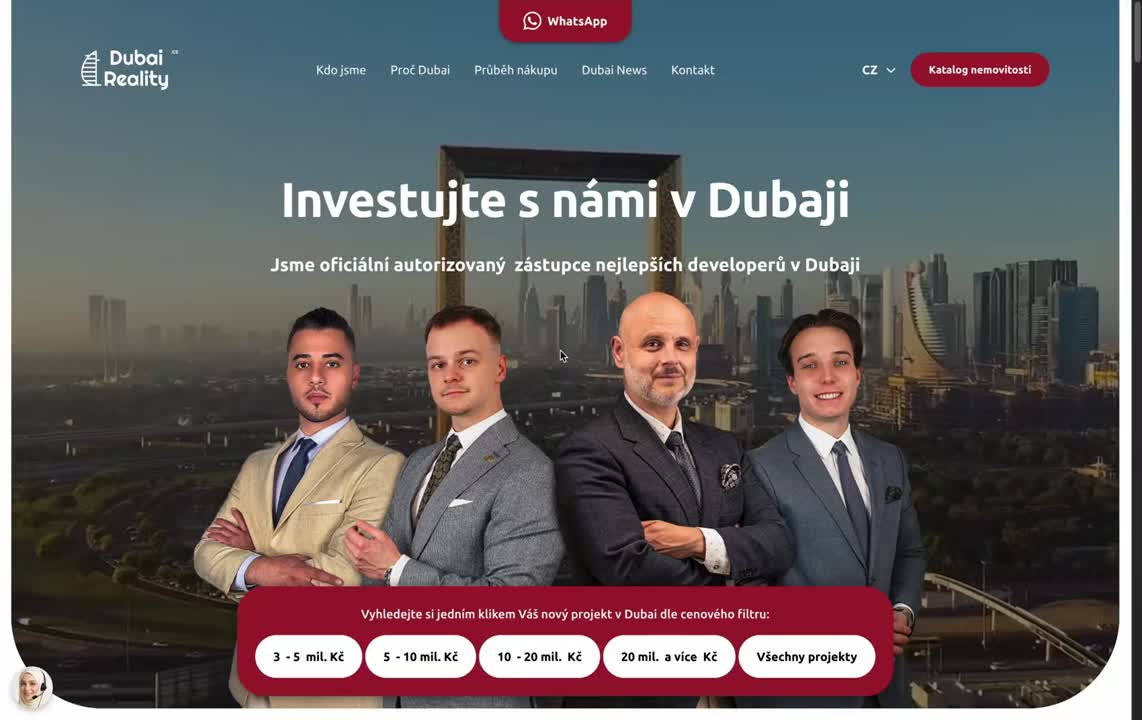 WhatsApp
Dubai
Reality
Kdo jsme
Proč Dubai
Průběh nákupu
Dubai News
Kontakt
CZ
Katalog nemovitostí
Investujte s námi v Dubaji
Jsme oficiální autorizovaný zástupce nejlepších developerů v Dubaji
Vyhledejte si jedním klikem Váš nový projekt v Dubai dle cenového filtru:
3 - 5 mil. Kč
5 - 10 mil. Kč
10 - 20 mil. Kč
20 mil. a více Kč
Všechny projekty